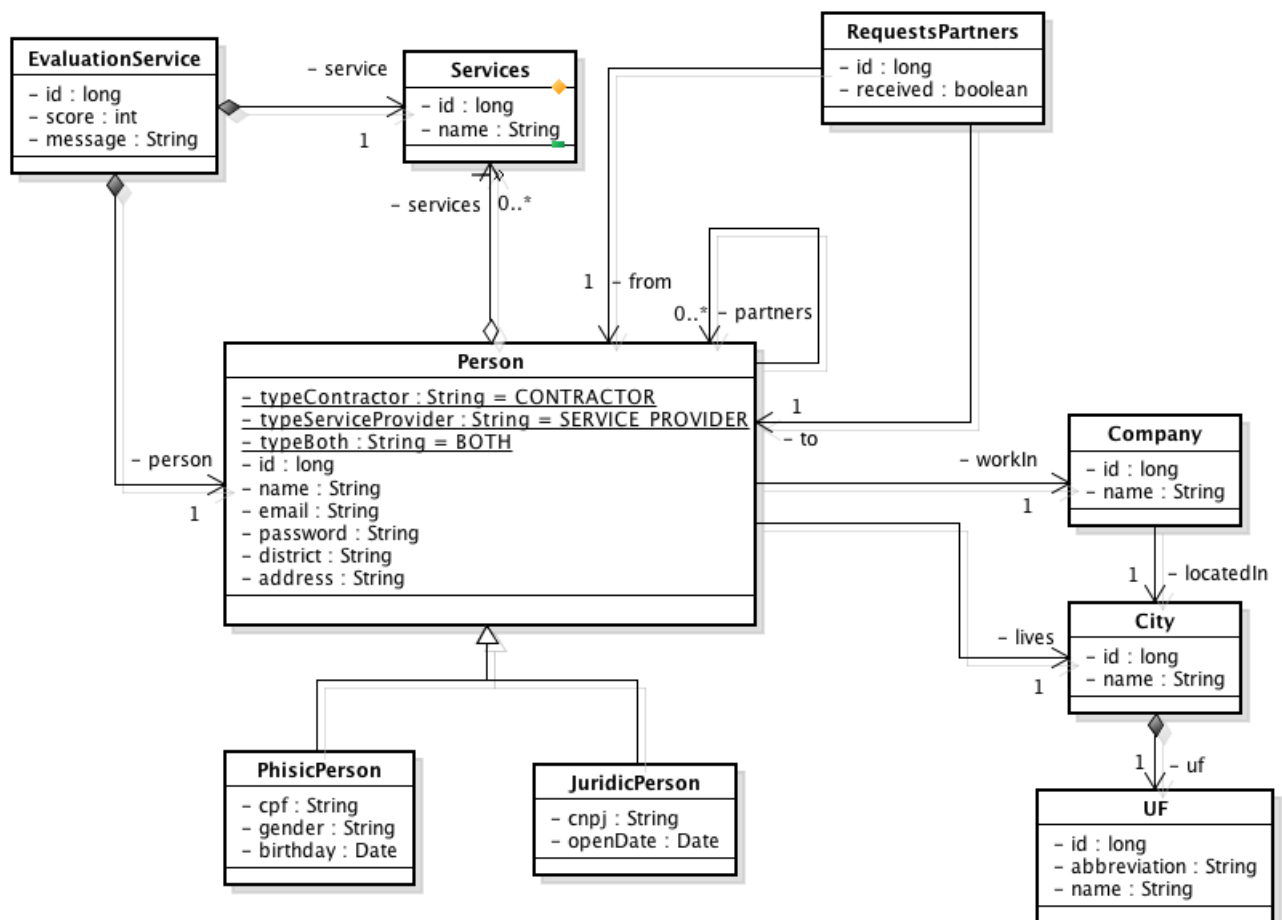 EvaluationService
- id : long
- score : int
- message : String
- service
1
Services
- id : long
- name : String
RequestsPartners
- id : long
- received : boolean
- services
0..*
1
- from
0..*
- partners
Person
- typeContractor : String = CONTRACTOR
- typeServiceProvider : String = SERVICE_PROVIDER
- typeBoth : String = BOTH
- id : long
- name : String
- email : String
- password : String
- district : String
- address : String
1
- to
- person
1
- workIn
1
Company
- id : long
- name : String
1
- locatedIn
- lives
1
City
- id : long
- name : String
1
- uf
PhisicPerson
- cpf : String
- gender : String
- birthday : Date
JuridicPerson
- cnpj : String
- openDate : Date
UF
- id : long
- abbreviation : String
- name : String